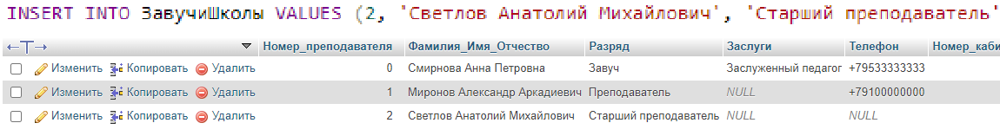 INSERT INTO ЗавучиШколы VALUES (2, 'Светлов Анатолий Михайлович', 'Старший преподаватель'
←T→ Номер_преподавателя Фамилия_Имя_Отчество Разряд Заслуги Телефон Номер_каби
Изменить Копировать Удалить 0 Смирнова Анна Петровна Завуч Заслуженный педагог +79533333333
Изменить Копировать Удалить 1 Миронов Александр Аркадиевич Преподаватель NULL +79100000000
Изменить Копировать Удалить 2 Светлов Анатолий Михайлович Старший преподаватель NULL NULL